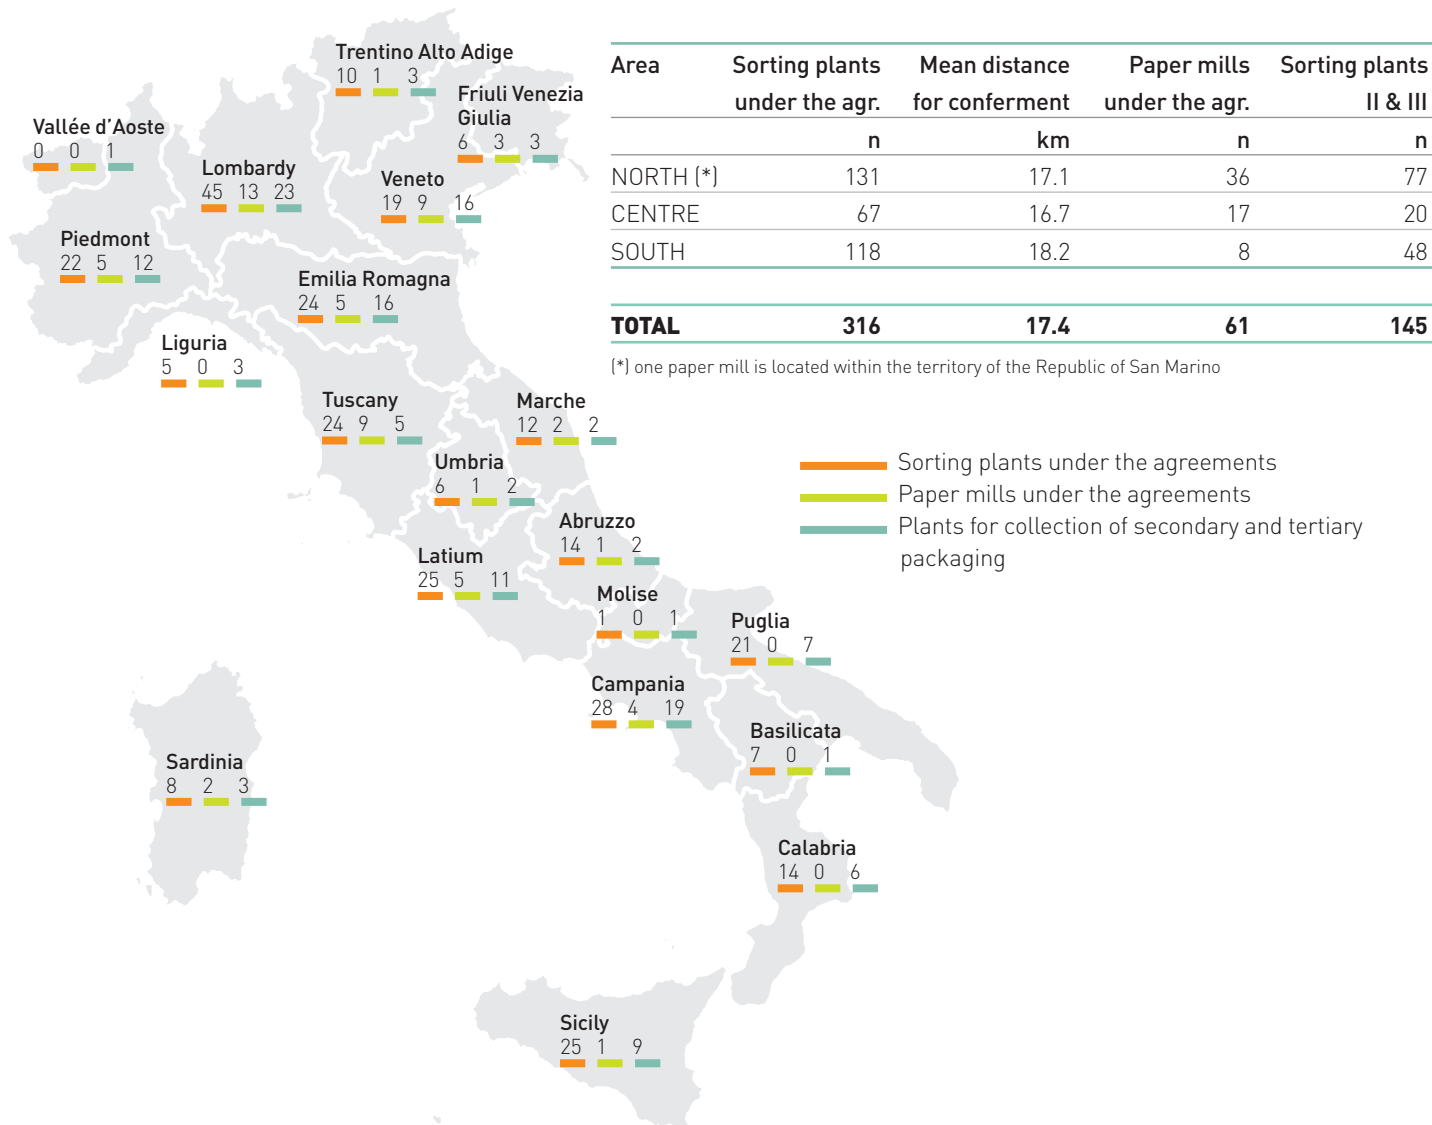 Trentino Alto Adige
10 1 3
Friuli Venezia
Giulia
6 3 3
Vallée d’Aoste
0 0 1
Lombardy
45 13 23
Veneto
19 9 16
Piedmont
22 5 12
Emilia Romagna
24 5 16
Liguria
5 0 3
Tuscany
24 9 5
Marche
12 2 2
Umbria
6 1 2
Abruzzo
14 1 2
Latium
25 5 11
Molise
1 0 1
Puglia
21 0 7
Campania
28 4 19
Basilicata
7 0 1
Sardinia
8 2 3
Calabria
14 0 6
Sicily
25 1 9
Area Sorting plants Mean distance Paper mills Sorting plants
under the agr. for conferment under the agr. II & III
n km n n
NORTH (*) 131 17.1 36 77
CENTRE 67 16.7 17 20
SOUTH 118 18.2 8 48
TOTAL 316 17.4 61 145
(*) one paper mill is located within the territory of the Republic of San Marino
Sorting plants under the agreements
Paper mills under the agreements
Plants for collection of secondary and tertiary
packaging